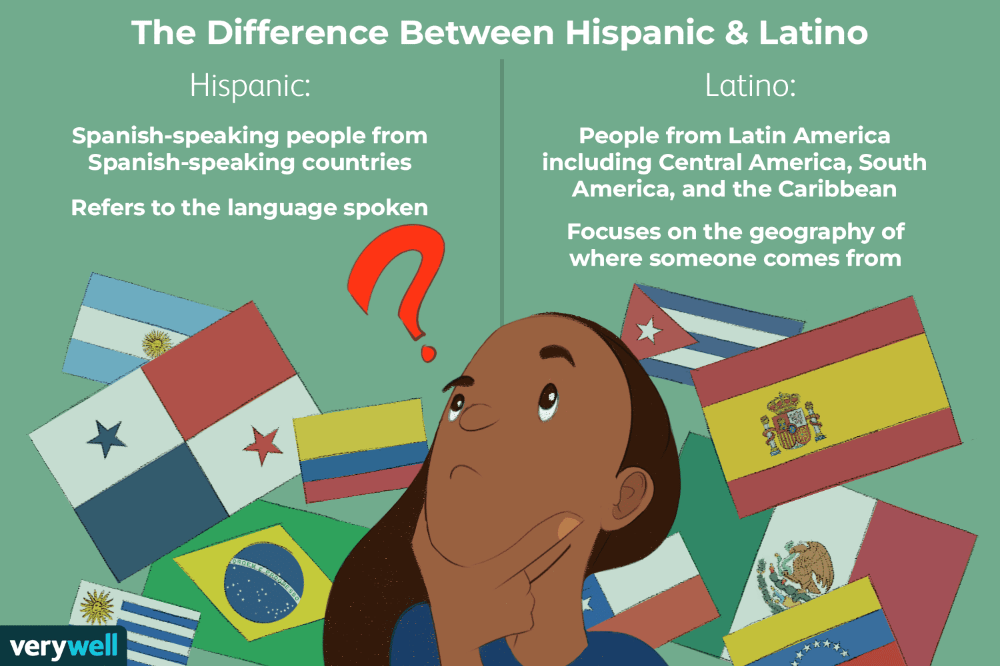 The Difference Between Hispanic & Latino
Hispanic:
Spanish-speaking people from
Spanish-speaking countries
Refers to the language spoken
Latino:
People from Latin America
including Central America, South
America, and the Caribbean
Focuses on the geography of
where someone comes from
ORDEM E PROGRESSO
verywell